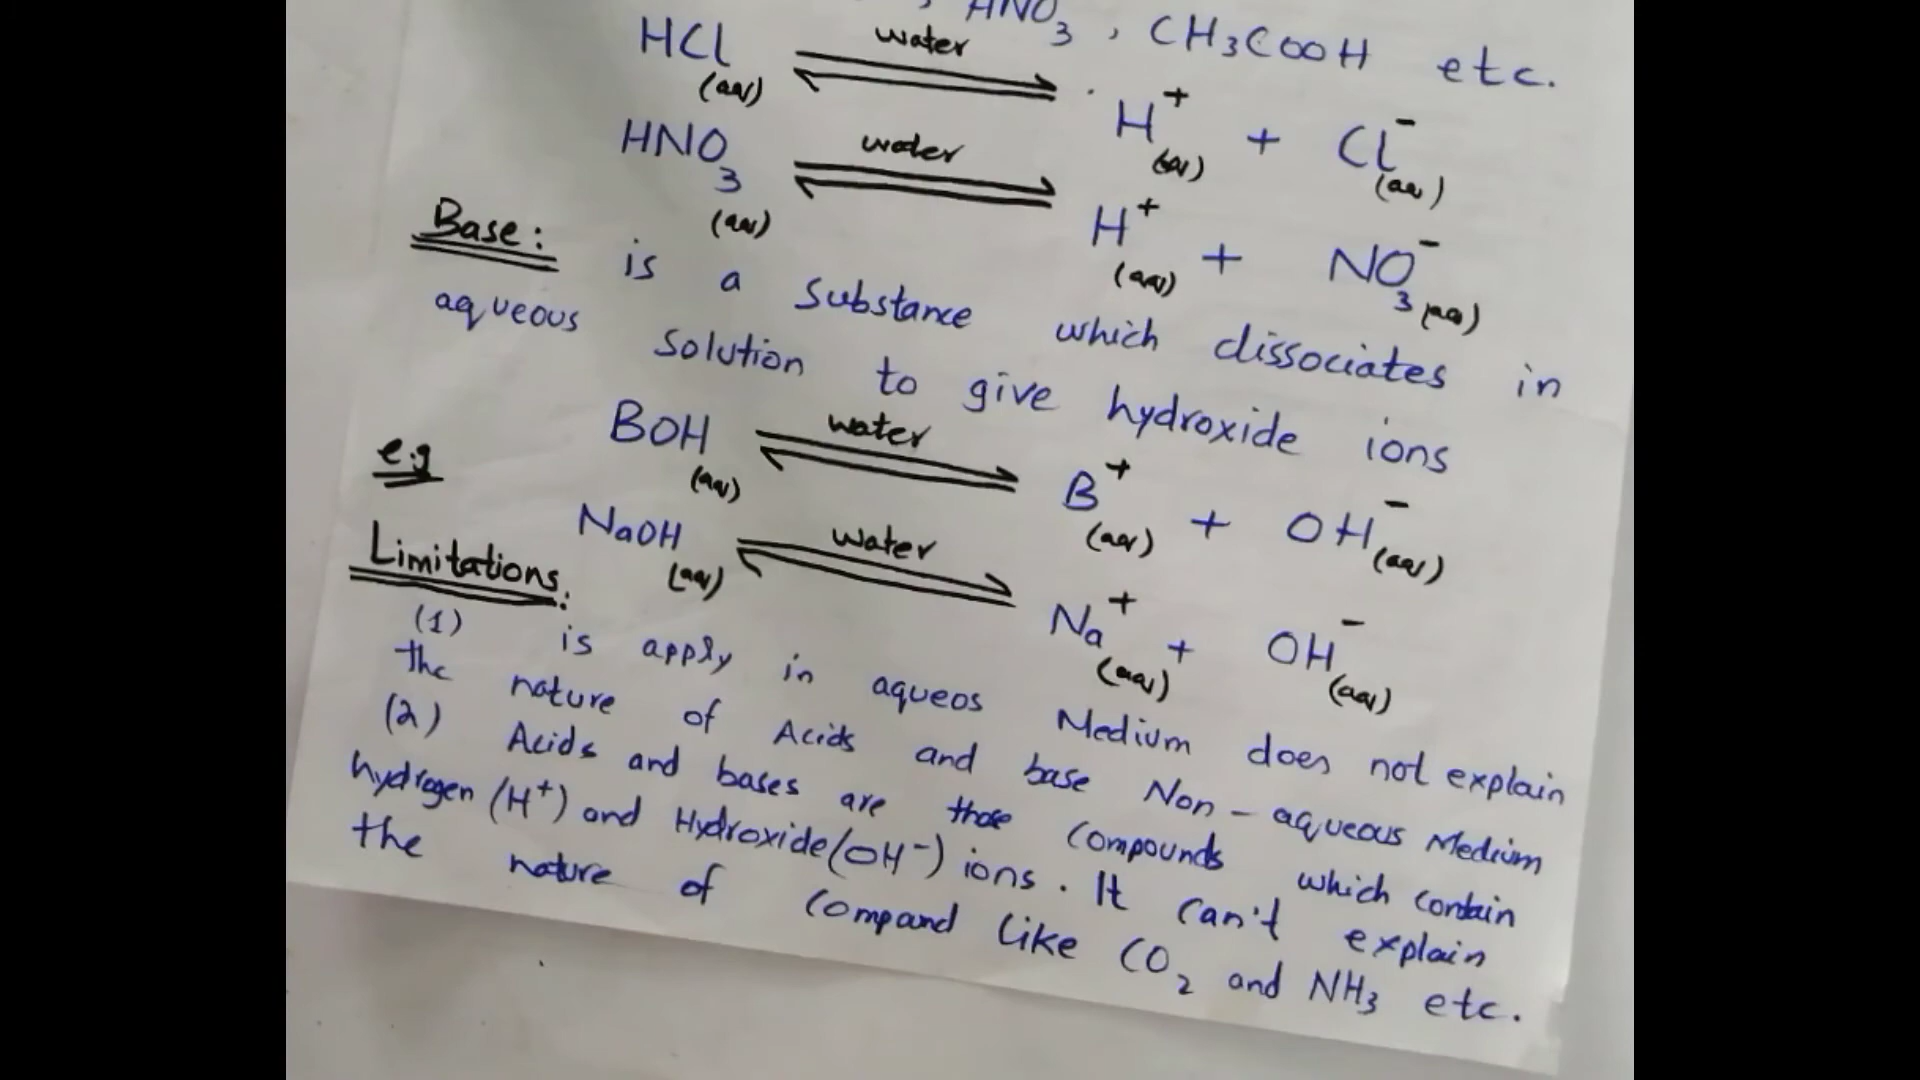 HNO3, CH3COOH etc.
HCl(aq) ⇌ water H+(aq) + Cl-(aq)
HNO3(aq) ⇌ water H+(aq) + NO3-(aq)
Base: is a substance which dissociates in
aqueous solution to give hydroxide ions
BOH(aq) ⇌ water B+(aq) + OH-(aq)
e.g NaOH(aq) ⇌ water Na+(aq) + OH-(aq)
Limitations:
(1) is apply in aqueos Medium does not explain
the nature of Acids and base Non-aqueous Medium
(2) Acids and bases are those compounds which contain
hydrogen (H+) and Hydroxide (OH-) ions. It can't explain
the nature of compand like CO2 and NH3 etc.